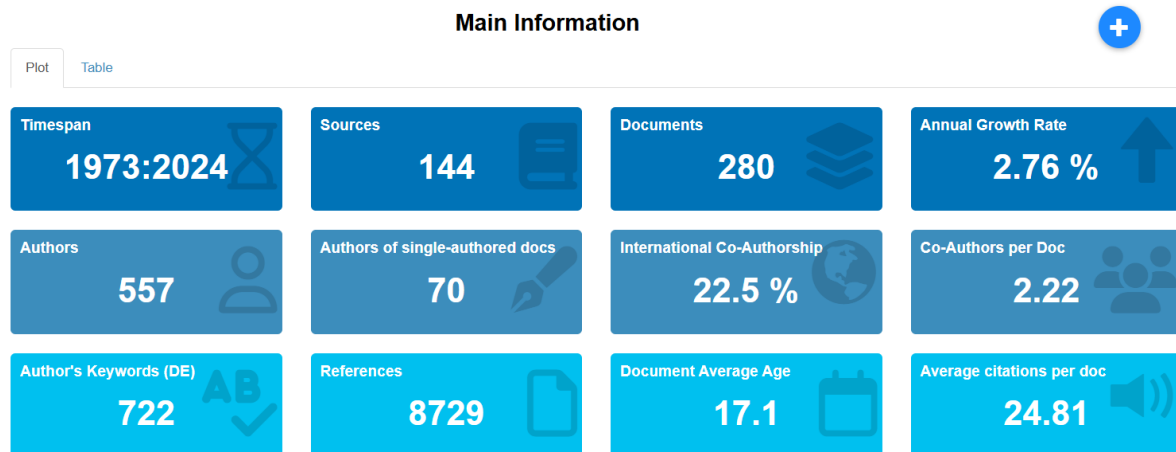 Main Information
Plot
Table
Timespan
1973:2024
Sources
144
Documents
280
Annual Growth Rate
2.76 %
Authors
557
Authors of single-authored docs
70
International Co-Authorship
22.5 %
Co-Authors per Doc
2.22
Author's Keywords (DE)
722
AB
References
8729
Document Average Age
17.1
Average citations per doc
24.81